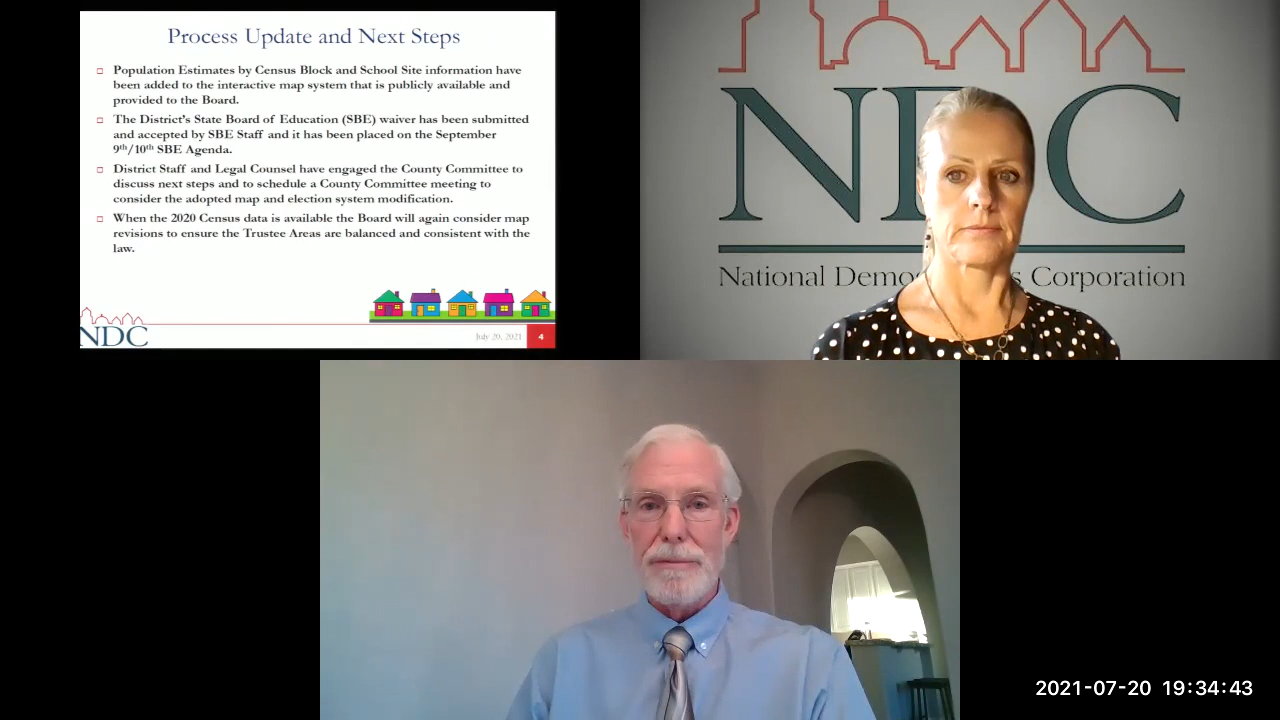 Process Update and Next Steps
Population Estimates by Census Block and School Site information have
been added to the interactive map system that is publicly available and
provided to the Board.
The District's State Board of Education (SBE) waiver has been submitted
and accepted by SBE Staff and it has been placed on the September
9th/10th SBE Agenda.
District Staff and Legal Counsel have engaged the County Committee to
discuss next steps and to schedule a County Committee meeting to
consider the adopted map and election system modification.
When the 2020 Census data is available the Board will again consider map
revisions to ensure the Trustee Areas are balanced and consistent with the
law.
NDC
July 20, 2021
4
NDC
National Demo s Corporation
2021-07-20 19:34:43